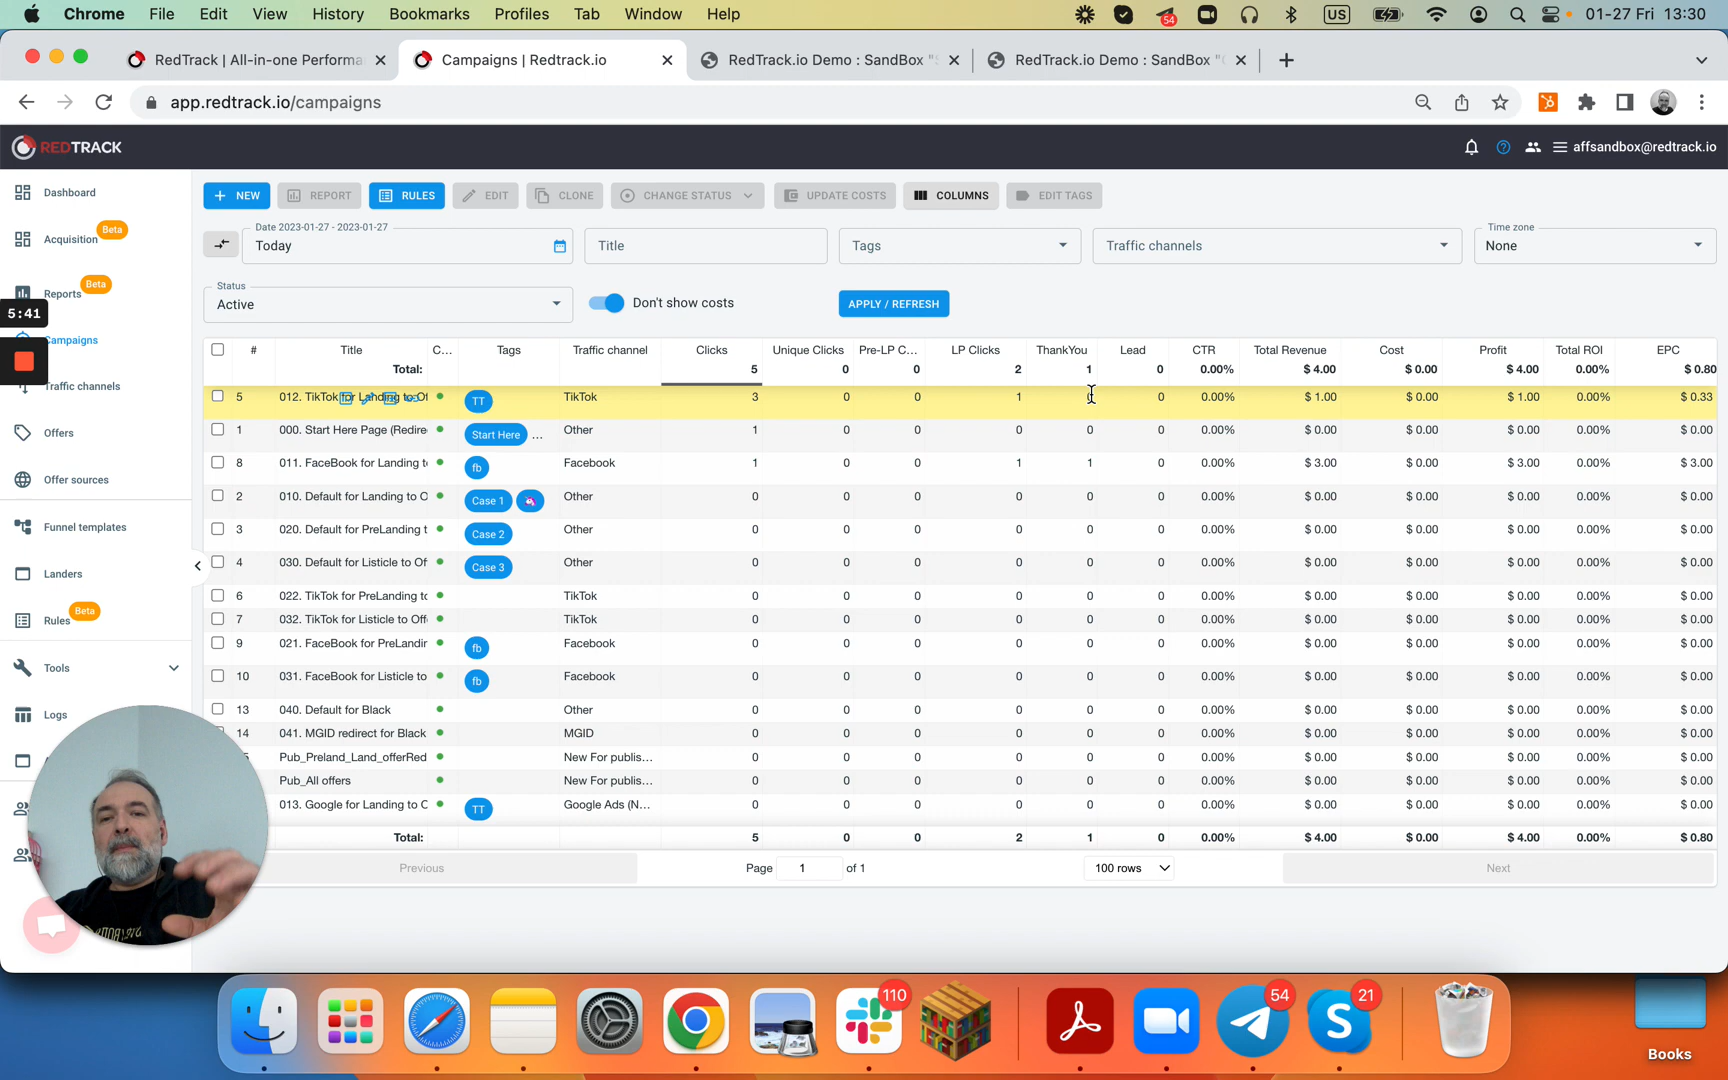 Chrome File Edit View History Bookmarks Profiles Tab Window Help 54 US 01-27 Fri 13:30
RedTrack | All-in-one Performa Campaigns | Redtrack.io RedTrack.io Demo : SandBox "S RedTrack.io Demo : SandBox "
app.redtrack.io/campaigns
REDTRACK affsandbox@redtrack.io
Dashboard
Acquisition Beta
Reports Beta
5:41
Campaigns
Traffic channels
Offers
Offer sources
Funnel templates
Landers
Rules Beta
Tools
Logs
NEW REPORT RULES EDIT CLONE CHANGE STATUS UPDATE COSTS COLUMNS EDIT TAGS
Date 2023-01-27 - 2023-01-27 Time zone
Today Title Tags Traffic channels None
Status
Active Don't show costs APPLY / REFRESH
# Title C... Tags Traffic channel Clicks Unique Clicks Pre-LP C... LP Clicks ThankYou Lead CTR Total Revenue Cost Profit Total ROI EPC
Total: 5 0 0 2 1 0 0.00% $ 4.00 $ 0.00 $ 4.00 0.00% $ 0.80
5 012. TikTok for Landing to Of TT TikTok 3 0 0 1 0 0 0.00% $ 1.00 $ 0.00 $ 1.00 0.00% $ 0.33
1 000. Start Here Page (Redire Start Here ... Other 1 0 0 0 0 0 0.00% $ 0.00 $ 0.00 $ 0.00 0.00% $ 0.00
8 011. FaceBook for Landing t fb Facebook 1 0 0 1 1 0 0.00% $ 3.00 $ 0.00 $ 3.00 0.00% $ 3.00
2 010. Default for Landing to O Case 1 Other 0 0 0 0 0 0 0.00% $ 0.00 $ 0.00 $ 0.00 0.00% $ 0.00
3 020. Default for PreLanding t Case 2 Other 0 0 0 0 0 0 0.00% $ 0.00 $ 0.00 $ 0.00 0.00% $ 0.00
4 030. Default for Listicle to Of Case 3 Other 0 0 0 0 0 0 0.00% $ 0.00 $ 0.00 $ 0.00 0.00% $ 0.00
6 022. TikTok for PreLanding to TikTok 0 0 0 0 0 0 0.00% $ 0.00 $ 0.00 $ 0.00 0.00% $ 0.00
7 032. TikTok for Listicle to Off TikTok 0 0 0 0 0 0 0.00% $ 0.00 $ 0.00 $ 0.00 0.00% $ 0.00
9 021. FaceBook for PreLandir fb Facebook 0 0 0 0 0 0 0.00% $ 0.00 $ 0.00 $ 0.00 0.00% $ 0.00
10 031. FaceBook for Listicle to fb Facebook 0 0 0 0 0 0 0.00% $ 0.00 $ 0.00 $ 0.00 0.00% $ 0.00
13 040. Default for Black Other 0 0 0 0 0 0 0.00% $ 0.00 $ 0.00 $ 0.00 0.00% $ 0.00
14 041. MGID redirect for Black MGID 0 0 0 0 0 0 0.00% $ 0.00 $ 0.00 $ 0.00 0.00% $ 0.00
Pub_Preland_Land_offerRed New For publis... 0 0 0 0 0 0 0.00% $ 0.00 $ 0.00 $ 0.00 0.00% $ 0.00
Pub_All offers New For publis... 0 0 0 0 0 0 0.00% $ 0.00 $ 0.00 $ 0.00 0.00% $ 0.00
013. Google for Landing to C TT Google Ads (N... 0 0 0 0 0 0 0.00% $ 0.00 $ 0.00 $ 0.00 0.00% $ 0.00
Total: 5 0 0 2 1 0 0.00% $ 4.00 $ 0.00 $ 4.00 0.00% $ 0.80
Previous Page 1 of 1 100 rows Next
110 54 21
Books